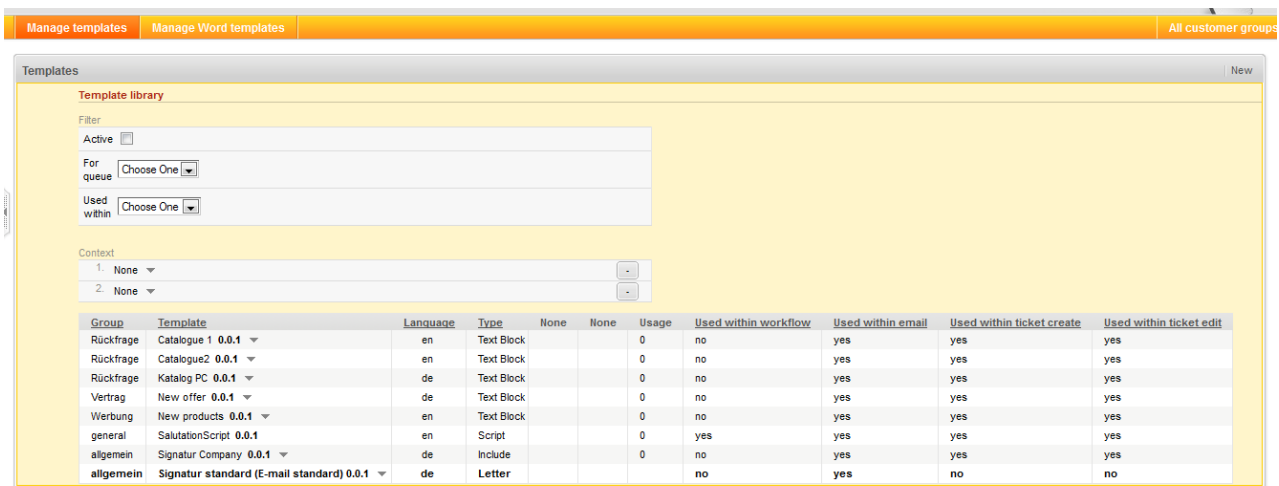 Manage templates Manage Word templates All customer groups
Templates New
Template library
Filter
Active
For queue Choose One
Used within Choose One
Context
1. None -
2. None -
Group Template Language Type None None Usage Used within workflow Used within email Used within ticket create Used within ticket edit
Rückfrage Catalogue 1 0.0.1 en Text Block 0 no yes yes yes
Rückfrage Catalogue2 0.0.1 en Text Block 0 no yes yes yes
Rückfrage Katalog PC 0.0.1 de Text Block 0 no yes yes yes
Vertrag New offer 0.0.1 de Text Block 0 no yes yes yes
Werbung New products 0.0.1 en Text Block 0 no yes yes yes
general SalutationScript 0.0.1 en Script 0 yes yes yes yes
allgemein Signatur Company 0.0.1 de Include 0 no yes yes yes
allgemein Signatur standard (E-mail standard) 0.0.1 de Letter no yes no no